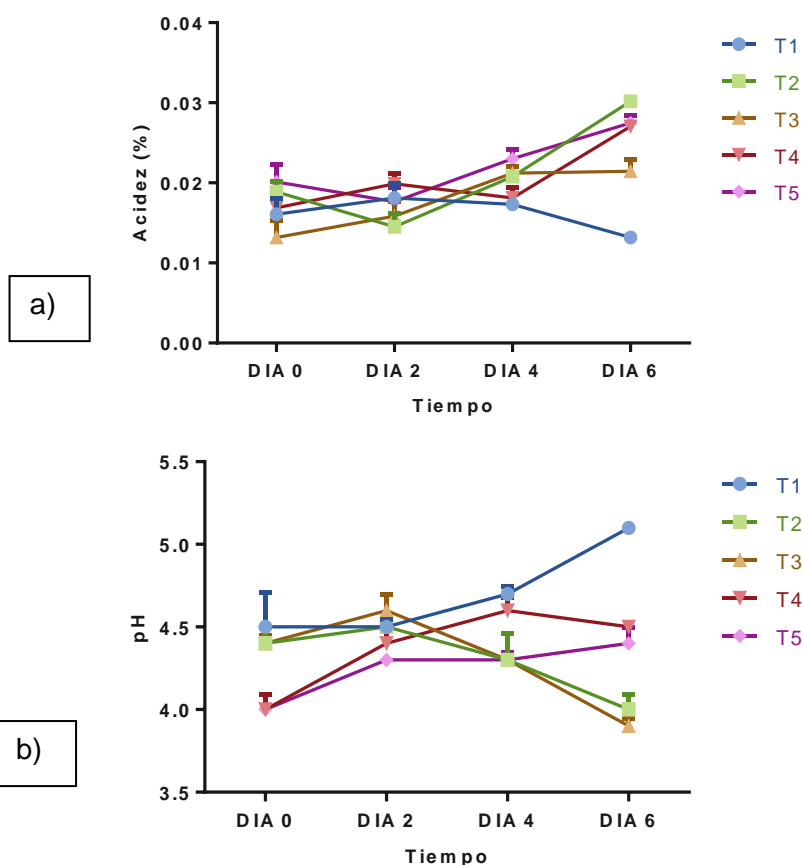 0.04
0.03
0.02
0.01
0.00
Acidez (%)
DIA 0 DIA 2 DIA 4 DIA 6
Tiempo
T1
T2
T3
T4
T5
a)
5.5
5.0
4.5
4.0
3.5
pH
DIA 0 DIA 2 DIA 4 DIA 6
Tiempo
T1
T2
T3
T4
T5
b)